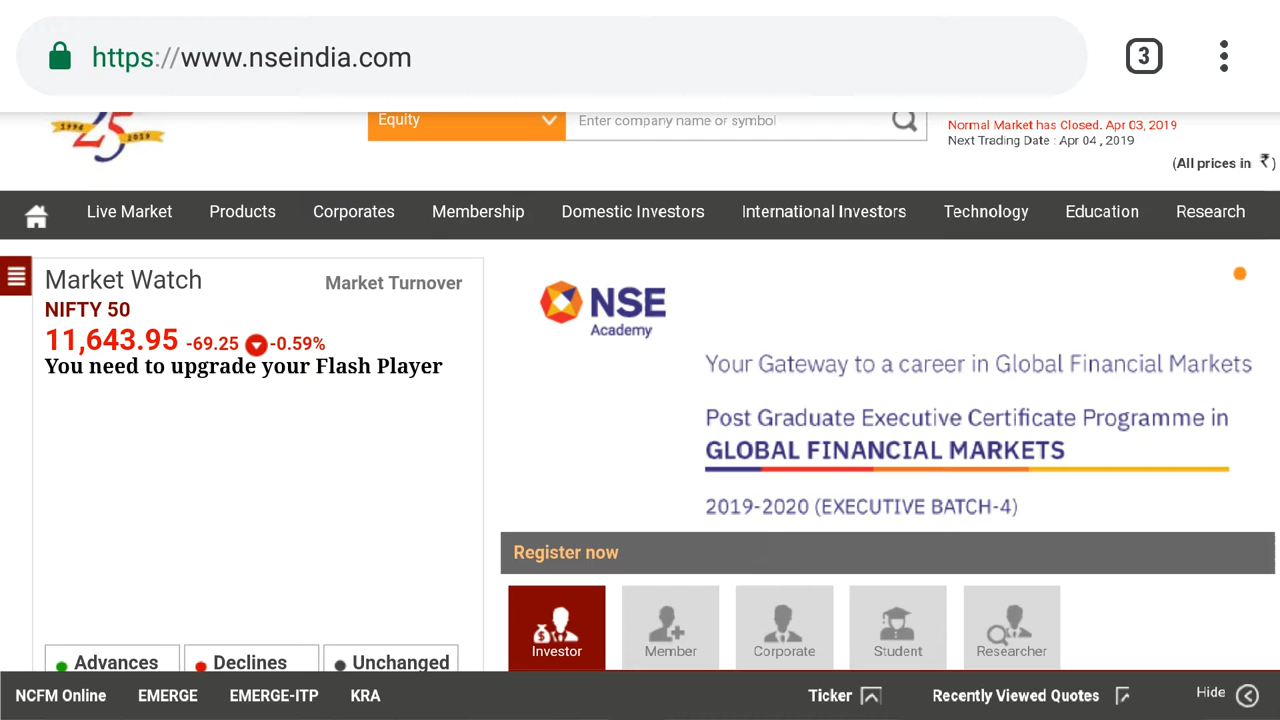 https://www.nseindia.com
3
1994 25 2019
Equity
Enter company name or symbol
Normal Market has Closed. Apr 03, 2019
Next Trading Date : Apr 04 , 2019
(All prices in ₹)
Live Market
Products
Corporates
Membership
Domestic Investors
International Investors
Technology
Education
Research
Market Watch
Market Turnover
NIFTY 50
11,643.95 -69.25 -0.59%
You need to upgrade your Flash Player
NSE
Academy
Your Gateway to a career in Global Financial Markets
Post Graduate Executive Certificate Programme in
GLOBAL FINANCIAL MARKETS
2019-2020 (EXECUTIVE BATCH-4)
Register now
Investor
Member
Corporate
Student
Researcher
Advances
Declines
Unchanged
NCFM Online
EMERGE
EMERGE-ITP
KRA
Ticker
Recently Viewed Quotes
Hide